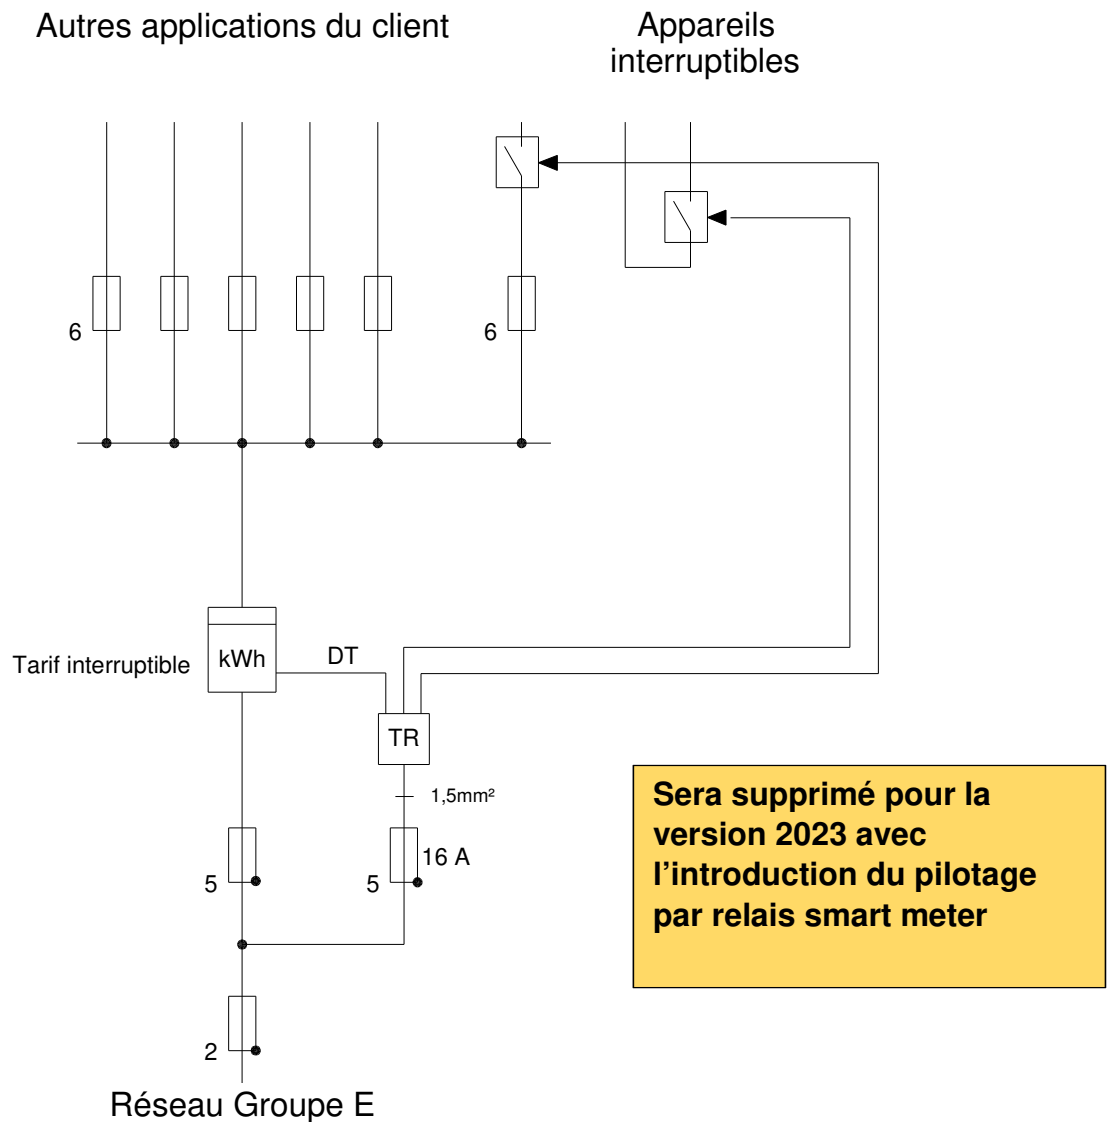 Autres applications du client
Appareils
interruptibles
6
6
Tarif interruptible
kWh
DT
TR
1,5mm²
16 A
5
5
Sera supprimé pour la
version 2023 avec
l'introduction du pilotage
par relais smart meter
2
Réseau Groupe E